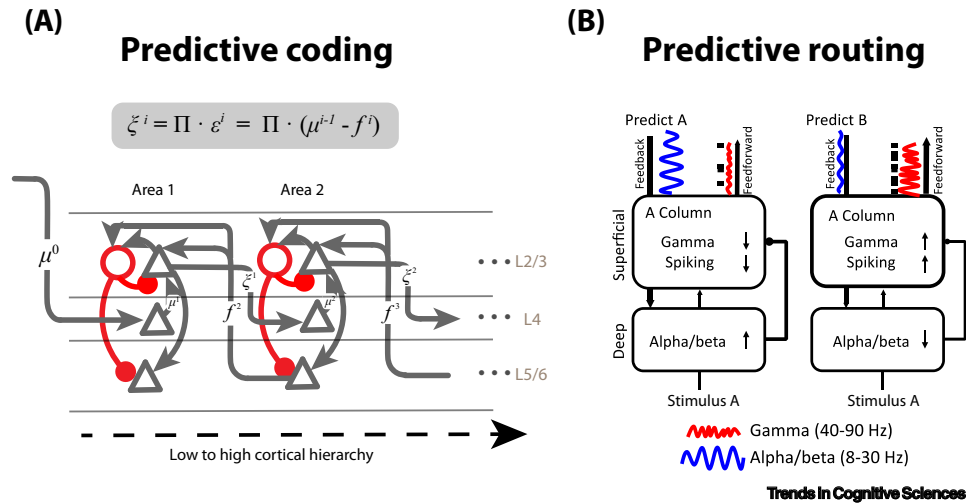 (A)
Predictive coding
ξ^i = Π · ε^i = Π · (μ^{i-1} - f^i)
Area 1
Area 2
μ^0
μ^1
ξ^1
f^2
μ^2
ξ^2
f^3
L2/3
L4
L5/6
Low to high cortical hierarchy
(B)
Predictive routing
Predict A
Feedback
Feedforward
Superficial
A Column
Gamma ↓
Spiking ↓
Deep
Alpha/beta ↑
Stimulus A
Predict B
Feedback
Feedforward
A Column
Gamma ↑
Spiking ↑
Alpha/beta ↓
Stimulus A
Gamma (40-90 Hz)
Alpha/beta (8-30 Hz)
Trends in Cognitive Sciences